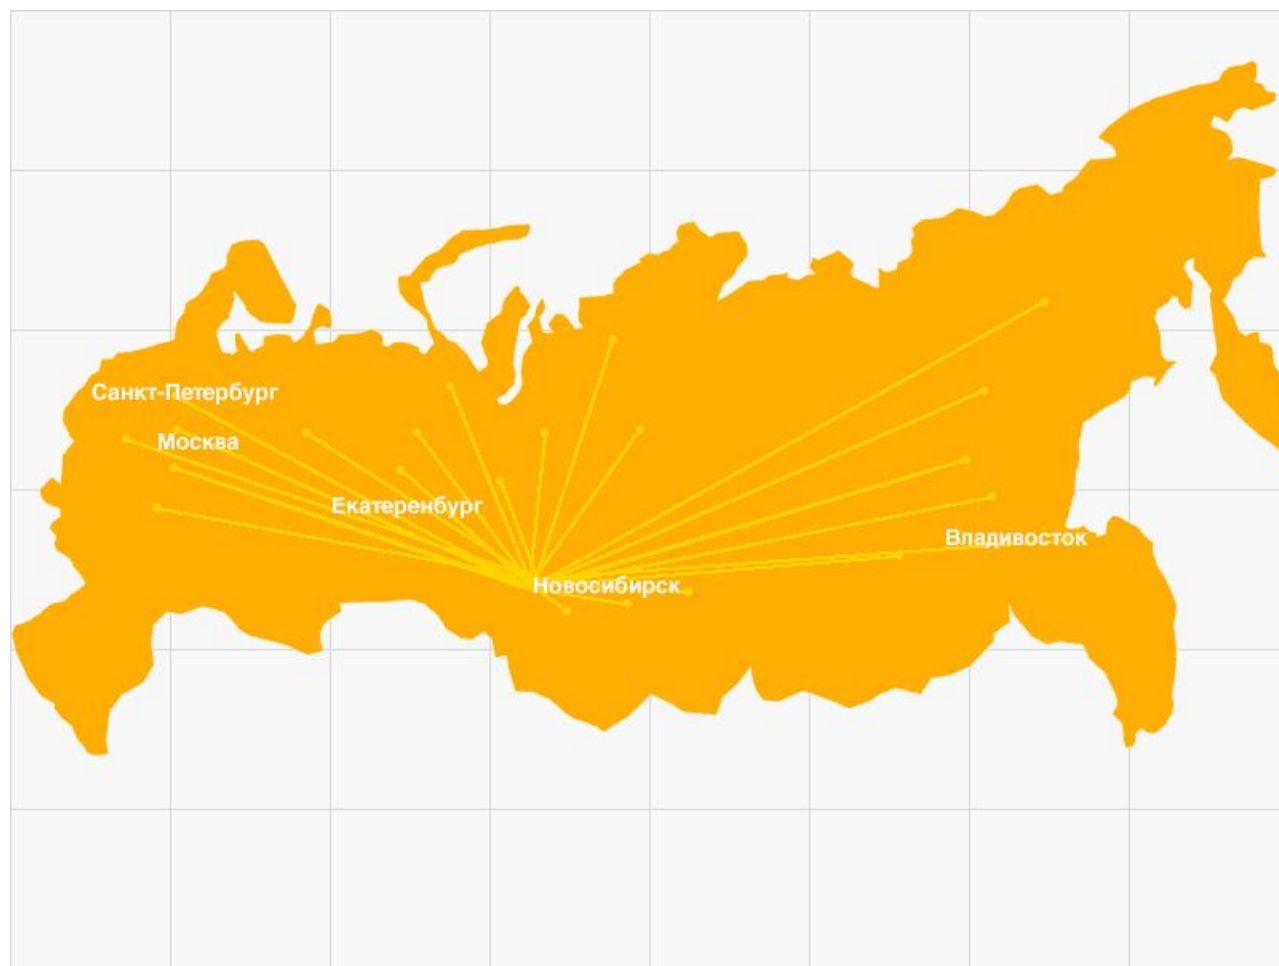 Санкт-Петербург
Москва
Екатеренбург
Владивосток
Новосибирск